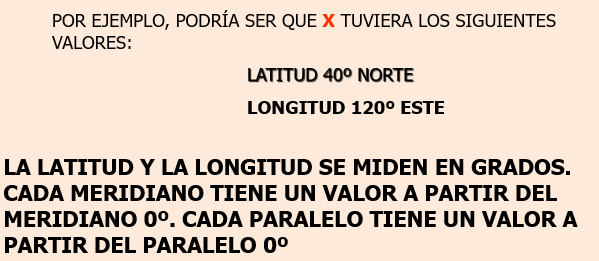 POR EJEMPLO, PODRÍA SER QUE X TUVIERA LOS SIGUIENTES
VALORES:
LATITUD 40º NORTE
LONGITUD 120º ESTE
LA LATITUD Y LA LONGITUD SE MIDEN EN GRADOS.
CADA MERIDIANO TIENE UN VALOR A PARTIR DEL
MERIDIANO 0º. CADA PARALELO TIENE UN VALOR A
PARTIR DEL PARALELO 0º